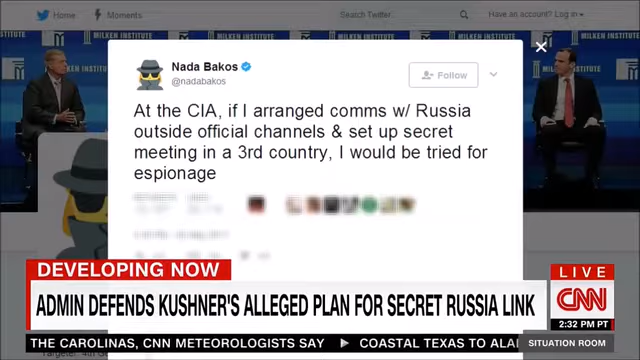 Home
Moments
Search Twitter
Have an account? Log in
MILKEN INSTITUTE
MILKEN INSTITUTE
Nada Bakos
@nadabakos
Follow
At the CIA, if I arranged comms w/ Russia
outside official channels & set up secret
meeting in a 3rd country, I would be tried for
espionage
DEVELOPING NOW
LIVE
ADMIN DEFENDS KUSHNER'S ALLEGED PLAN FOR SECRET RUSSIA LINK
CNN
2:32 PM PT
THE CAROLINAS, CNN METEOROLOGISTS SAY
COASTAL TEXAS TO ALA
SITUATION ROOM